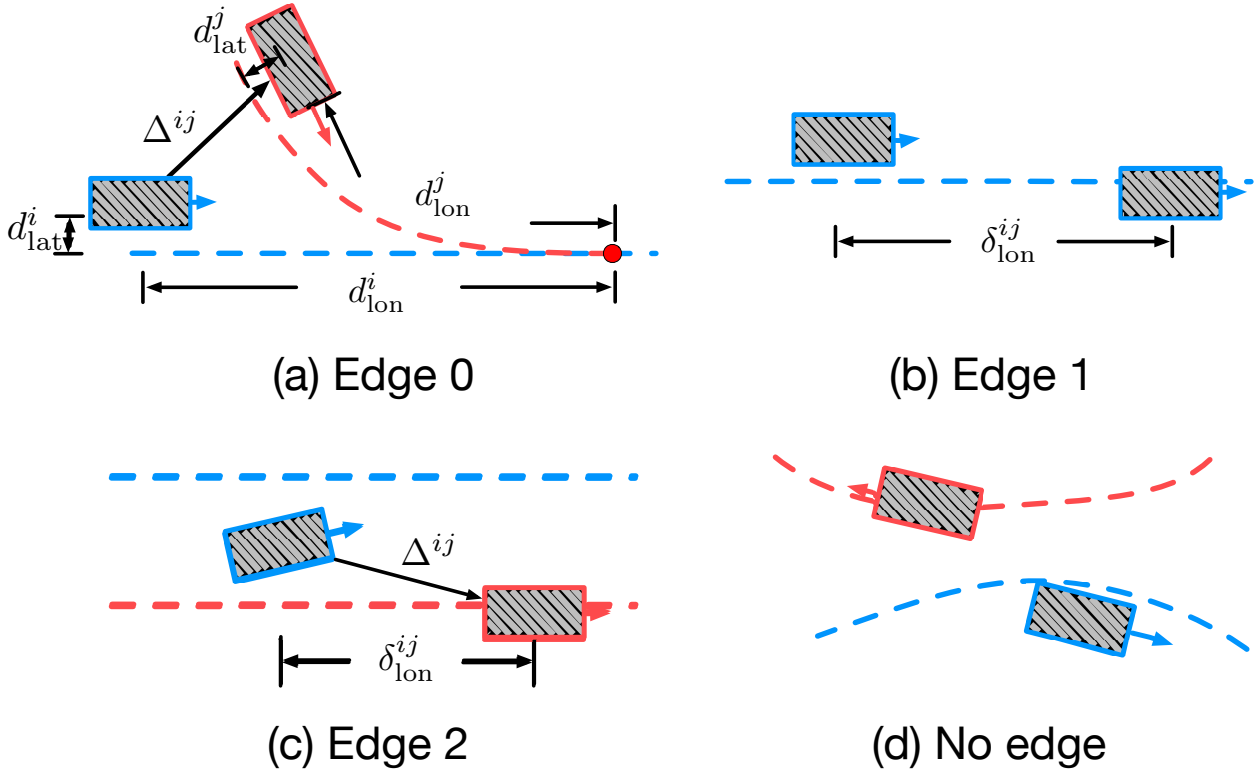 d^j_lat
Δ^ij
d^i_lat
d^j_lon
d^i_lon
(a) Edge 0
δ^ij_lon
(b) Edge 1
Δ^ij
δ^ij_lon
(c) Edge 2
(d) No edge